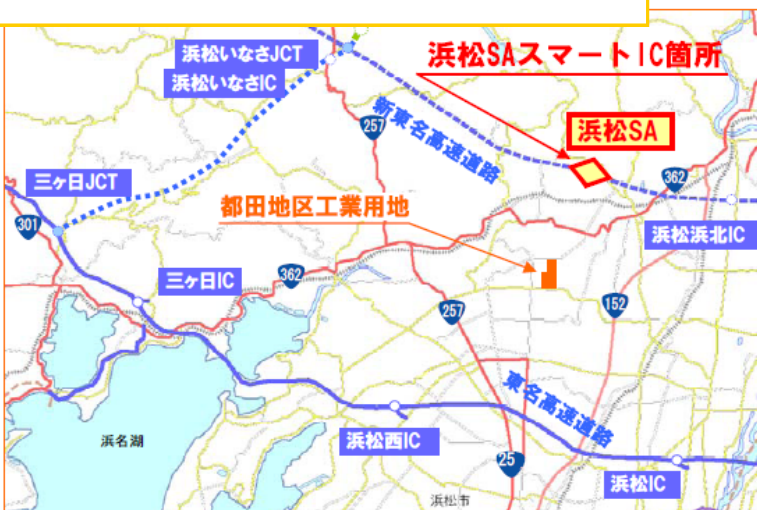 浜松いなさJCT
浜松いなさIC
浜松SAスマートIC箇所
257
新東名高速道路
浜松SA
三ヶ日JCT
362
301
都田地区工業用地
浜松浜北IC
三ヶ日IC
362
257
152
東名高速道路
浜名湖
浜松西IC
25
浜松IC
浜松市